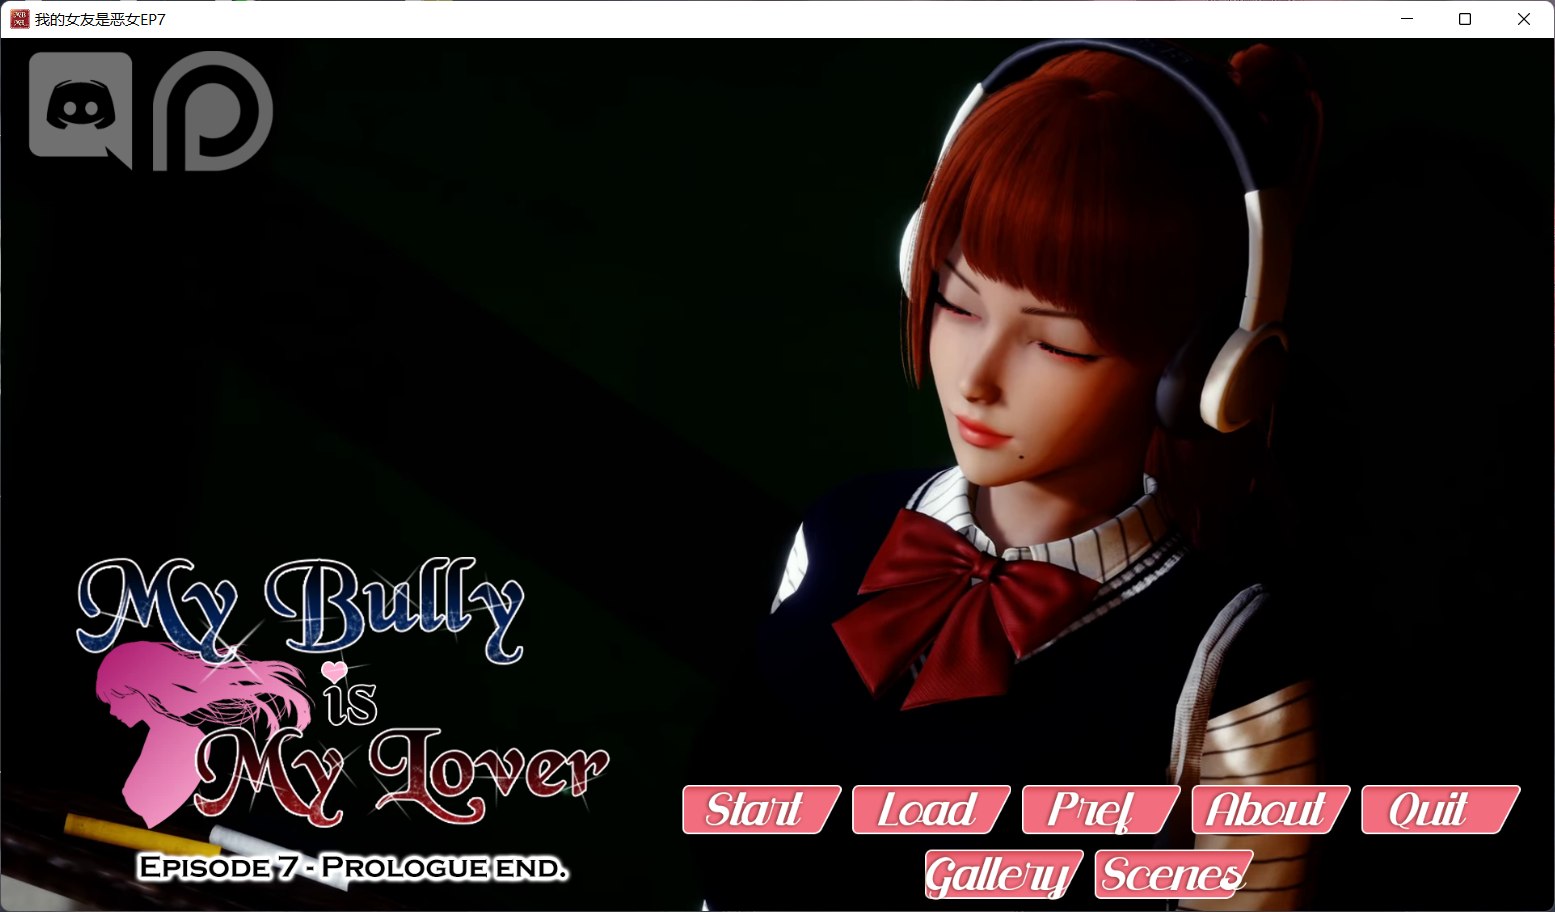 我的女友是恶女EP7
My Bully
is
My Lover
Episode 7 - Prologue end.
Start Load Pref About Quit
Gallery Scenes